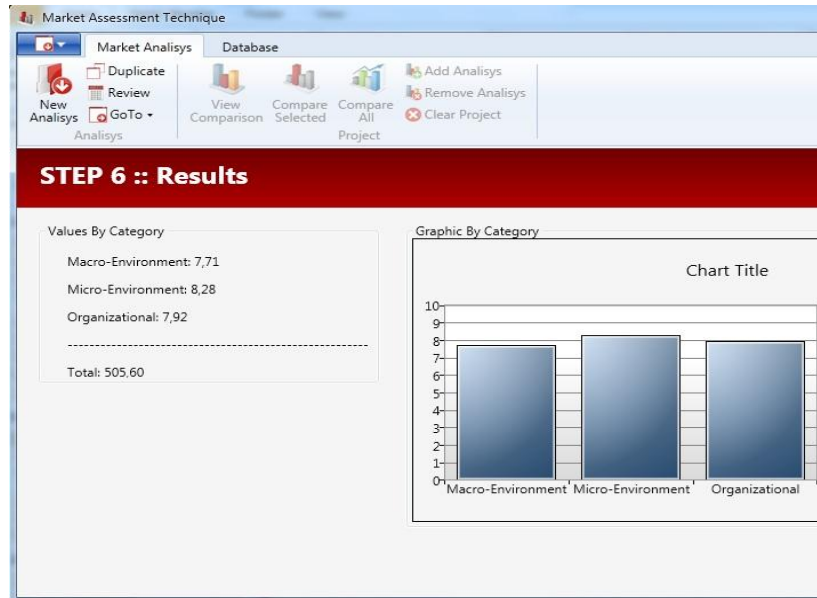 Market Assessment Technique
Market Analisys Database
Duplicate
Review
GoTo
New Analisys
View Comparison
Compare Selected
Compare All
Add Analisys
Remove Analisys
Clear Project
Analisys
Project
STEP 6 :: Results
Values By Category
Macro-Environment: 7,71
Micro-Environment: 8,28
Organizational: 7,92
-----------------------------------------------------
Total: 505,60
Graphic By Category
Chart Title
10
9
8
7
6
5
4
3
2
1
0
Macro-Environment Micro-Environment Organizational